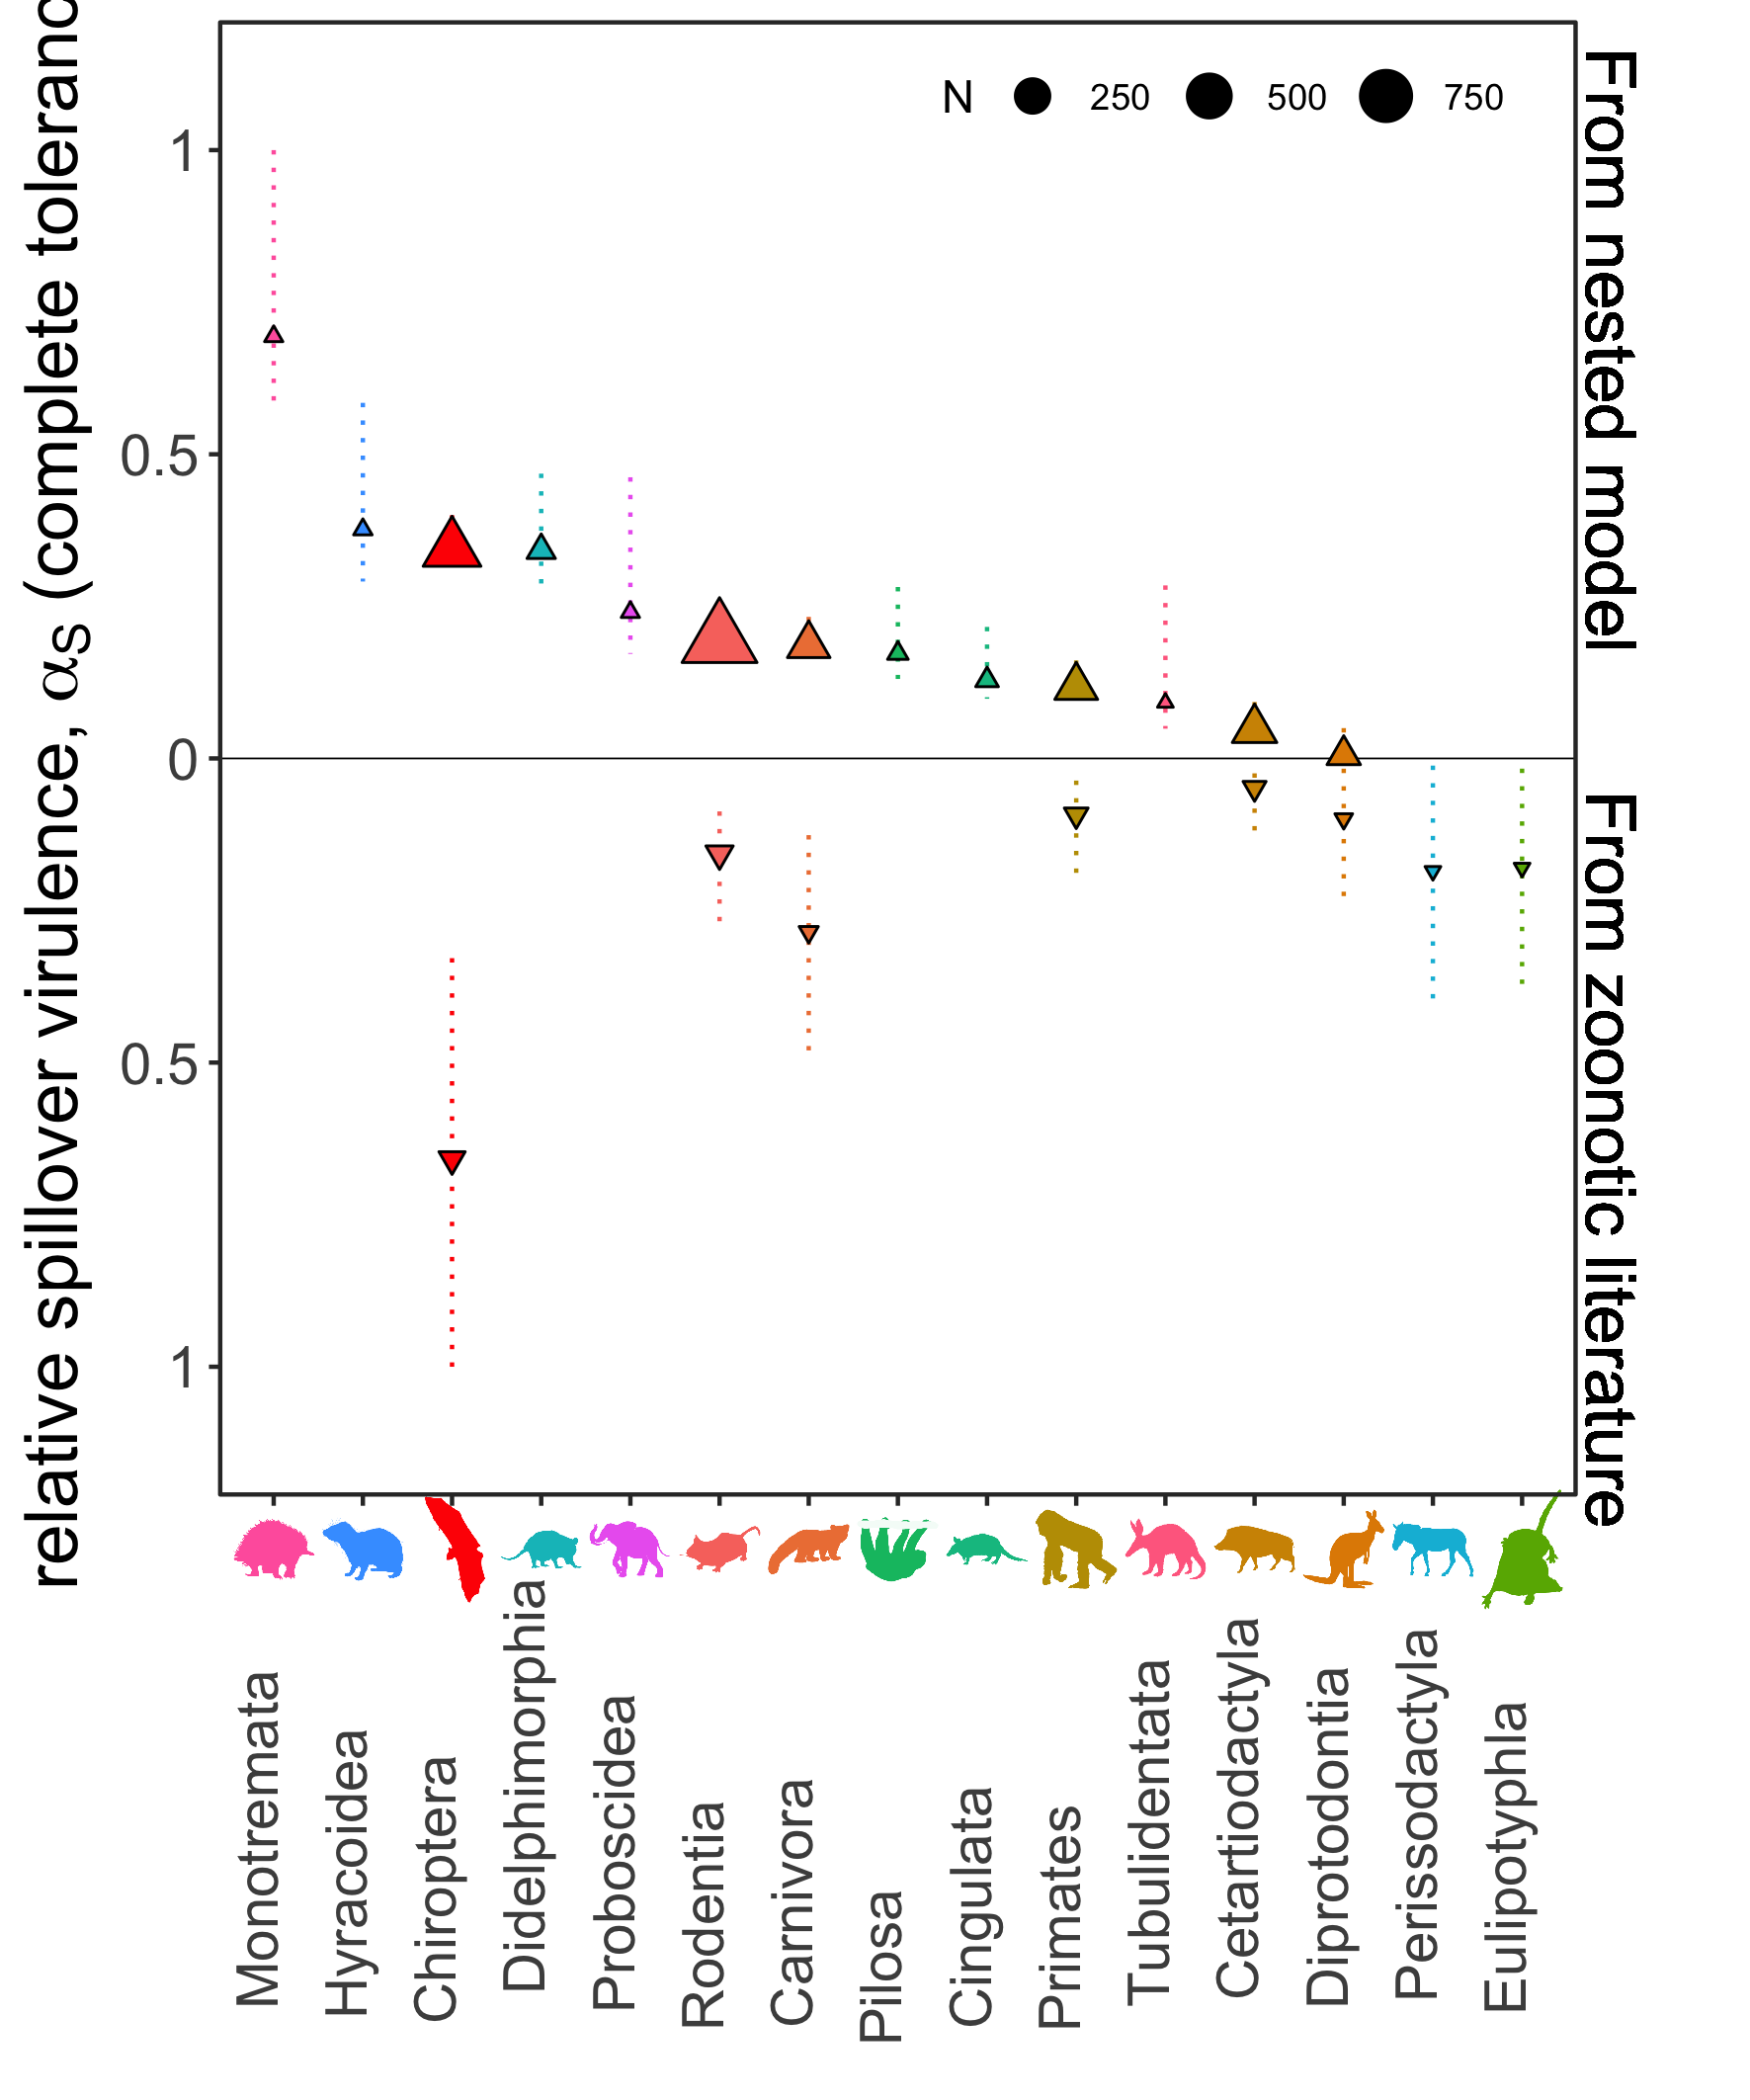 relative spillover virulence, αS (complete
N 250 500 750
1
0.5
0
0.5
1
From nested model
From zoonotic literature
Monotremata
Hyracoidea
Chiroptera
Didelphimorphia
Proboscidea
Rodentia
Carnivora
Pilosa
Cingulata
Primates
Tubulidentata
Cetartiodactyla
Diprotodontia
Perissodactyla
Eulipotyphla